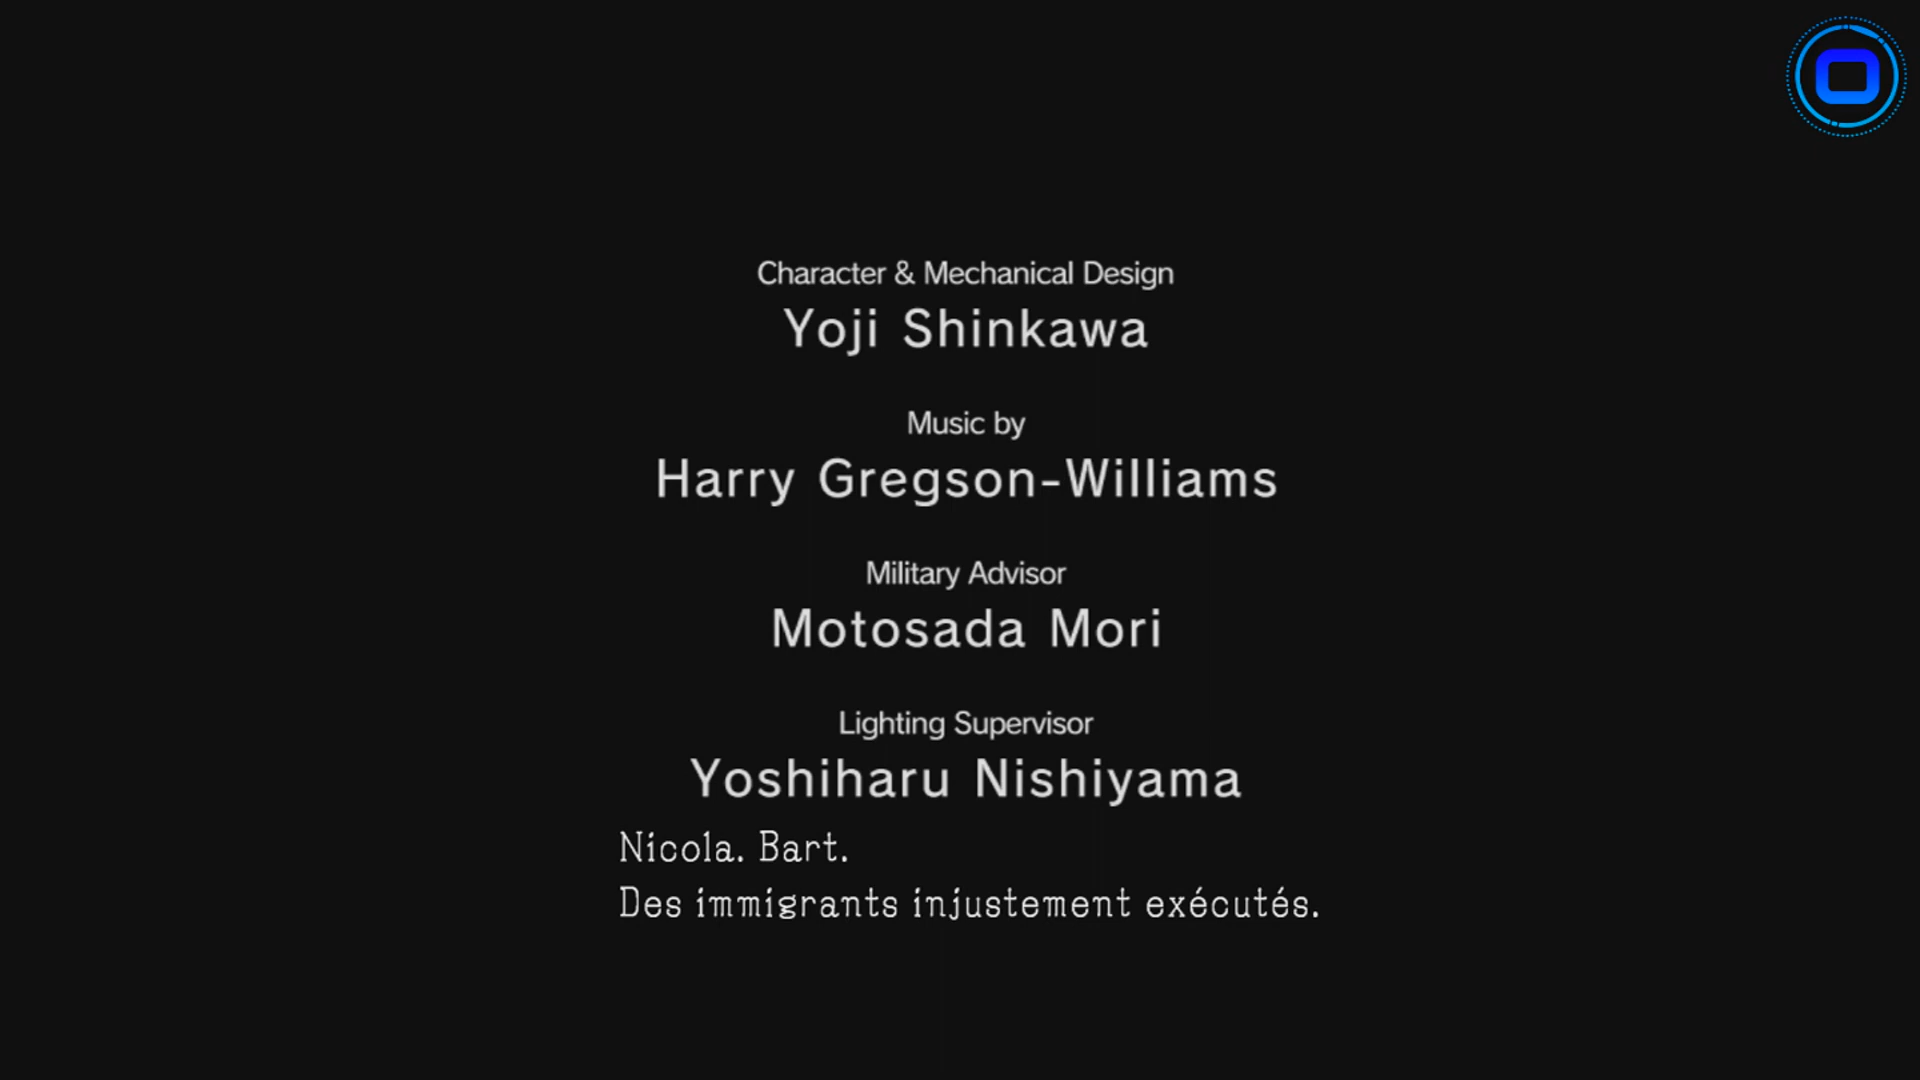 Character & Mechanical Design
Yoji Shinkawa
Music by
Harry Gregson-Williams
Military Advisor
Motosada Mori
Lighting Supervisor
Yoshiharu Nishiyama
Nicola. Bart.
Des immigrants injustement exécutés.